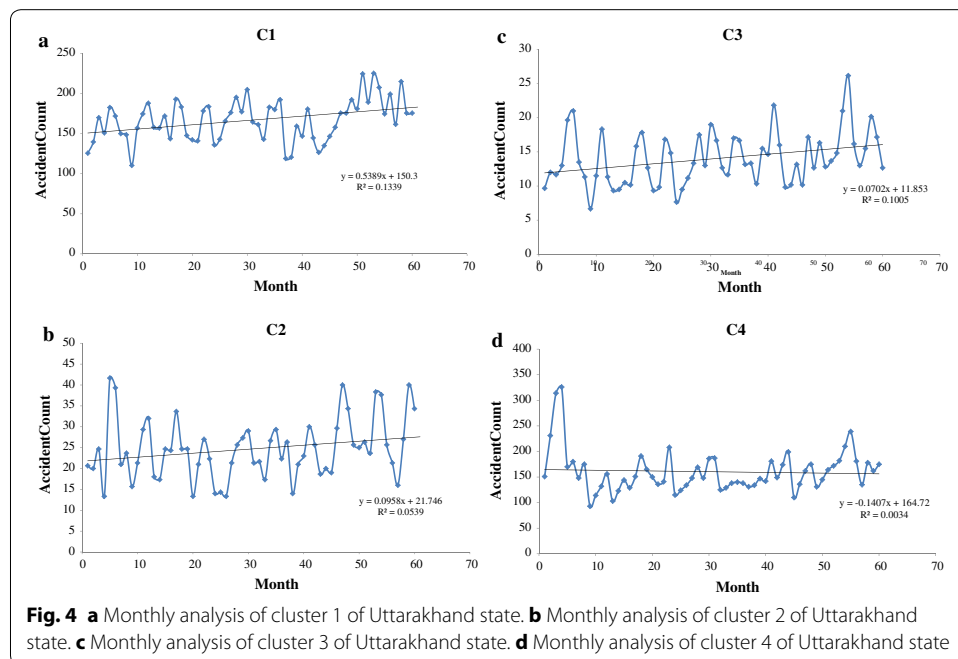 a
C1
AccidentCount
250
200
150
100
50
0
y = 0.5389x + 150.3
R² = 0.1339
0 10 20 30 40 50 60 70
Month
c
C3
AccidentCount
30
25
20
15
10
5
0
y = 0.0702x + 11.853
R² = 0.1005
0 10 20 30 40 50 60 70
10 20 Month 40 50 60 70
Month
b
C2
AccidentCount
50
45
40
35
30
25
20
15
10
5
0
y = 0.0958x + 21.746
R² = 0.0539
0 10 20 30 40 50 60 70
Month
d
C4
AccidentCount
400
350
300
250
200
150
100
50
0
y = -0.1407x + 164.72
R² = 0.0034
0 10 20 30 40 50 60 70
Month
Fig. 4 a Monthly analysis of cluster 1 of Uttarakhand state. b Monthly analysis of cluster 2 of Uttarakhand
state. c Monthly analysis of cluster 3 of Uttarakhand state. d Monthly analysis of cluster 4 of Uttarakhand state